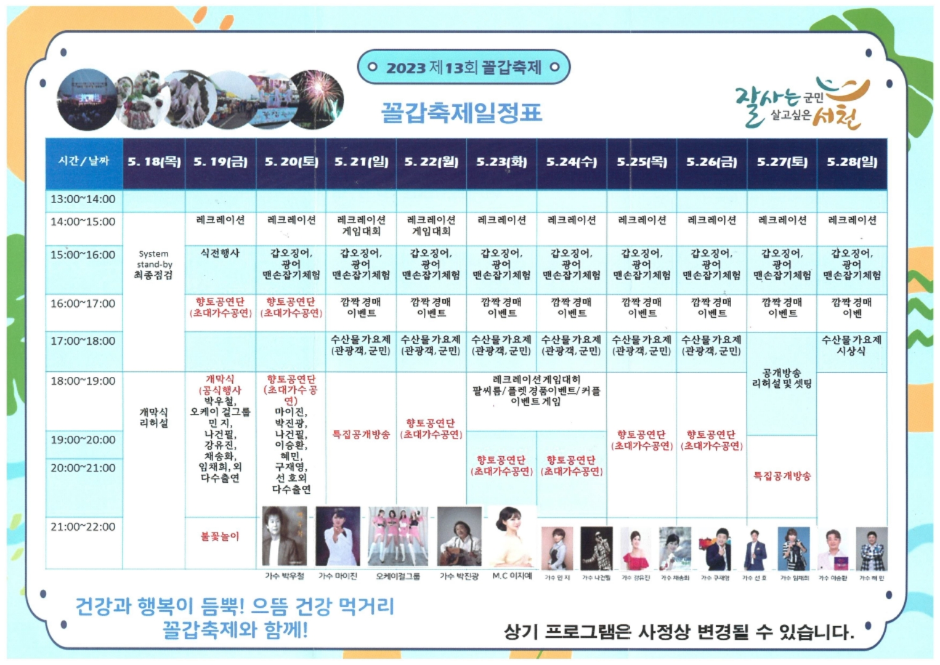 2023 제13회 꼴갑축제
꼴갑축제일정표
잘사는 군민
살고싶은 서천
시간/날짜 5. 18(목) 5. 19(금) 5. 20(토) 5. 21(일) 5. 22(월) 5.23(화) 5.24(수) 5.25(목) 5.26(금) 5.27(토) 5.28(일)
13:00~14:00
14:00~15:00 레크레이션 레크레이션 레크레이션 레크레이션 레크레이션 레크레이션 레크레이션 레크레이션 레크레이션 레크레이션
게임대회 게임대회
15:00~16:00 System 식전행사 갑오징어, 갑오징어, 갑오징어, 갑오징어, 갑오징어, 갑오징어, 갑오징어, 갑오징어, 갑오징어,
stand-by 광어 광어 광어 광어 광어 광어 광어 광어 광어
최종점검 맨손잡기체험 맨손잡기체험 맨손잡기체험 맨손잡기체험 맨손잡기체험 맨손잡기체험 맨손잡기체험 맨손잡기체험 맨손잡기체험
16:00~17:00 향토공연단 향토공연단 깜짝 경매 깜짝 경매 깜짝 경매 깜짝 경매 깜짝 경매 깜짝 경매 깜짝 경매 깜짝 경매
(초대가수공연) (초대가수공연) 이벤트 이벤트 이벤트 이벤트 이벤트 이벤트 이벤트 이벤
17:00~18:00 수산물가요제 수산물가요제 수산물가요제 수산물가요제 수산물가요제 수산물가요제 수산물가요제
(관광객, 군민) (관광객, 군민) (관광객, 군민) (관광객, 군민) (관광객, 군민) (관광객, 군민) 시상식
공개방송
리허설 및 셋팅
18:00~19:00
개막식
리허설
개막식
(공식행사)
박우철,
오케이 걸그룹
민 지,
나건필,
강유진,
채송화,
임채희, 외
다수출연
향토공연단
(초대가수공
연)
마이진,
박진광,
나건필,
이승환,
혜민,
구재영,
선 호외
다수출연
특집공개방송
향토공연단
(초대가수공연)
레크레이션게임대히
팔씨름/플렛 경품이벤트/커플
이벤트게임
19:00~20:00
20:00~21:00
향토공연단 향토공연단
(초대가수공연) (초대가수공연)
향토공연단 향토공연단
(초대가수공연) (초대가수공연)
특집공개방송
21:00~22:00 불꽃놀이
가수 박우철 가수 마이진 오케이걸그룹 가수 박진광 M.C 이지예 가수 민 지 가수 나건필 가수 강유진 가수 채송화 가수 구재영 가수 선 호 가수 임채희 가수 이승환 가수 혜 민
건강과 행복이 듬뿍! 으뜸 건강 먹거리
꼴갑축제와 함께!
상기 프로그램은 사정상 변경될 수 있습니다.